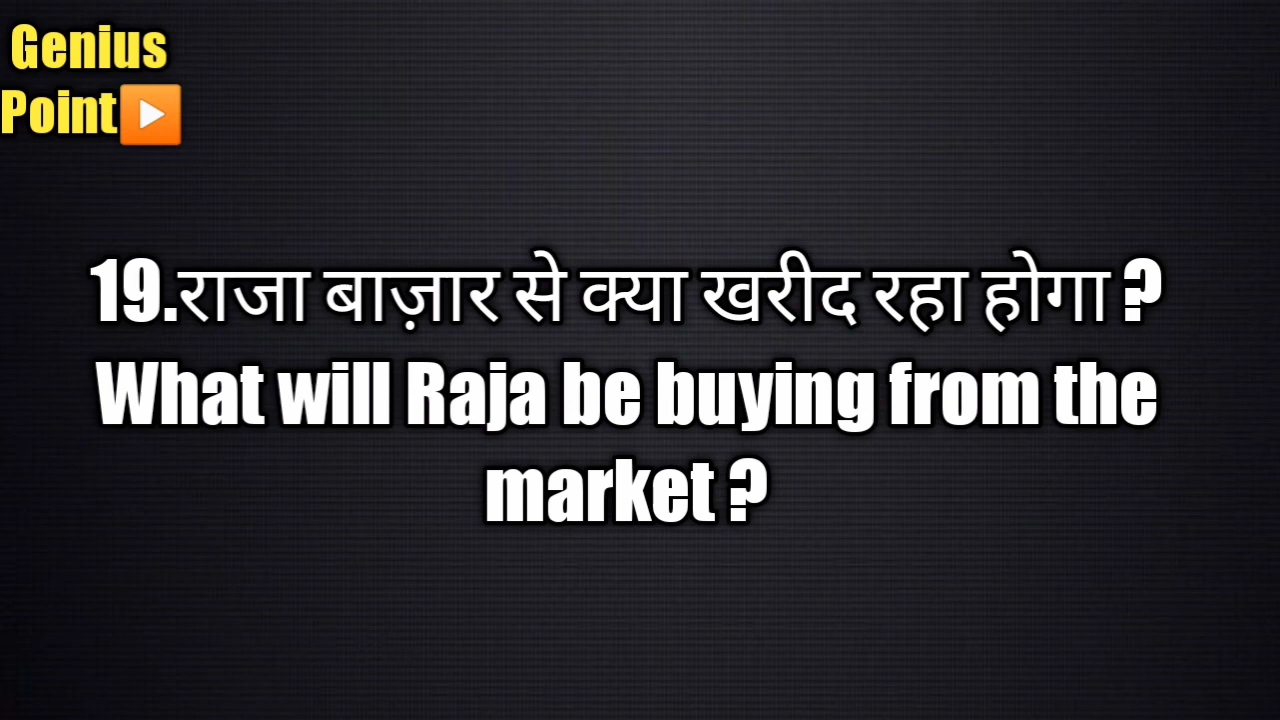 Genius
Point▶️
19.राजा बाज़ार से क्या खरीद रहा होगा ?
What will Raja be buying from the
market ?